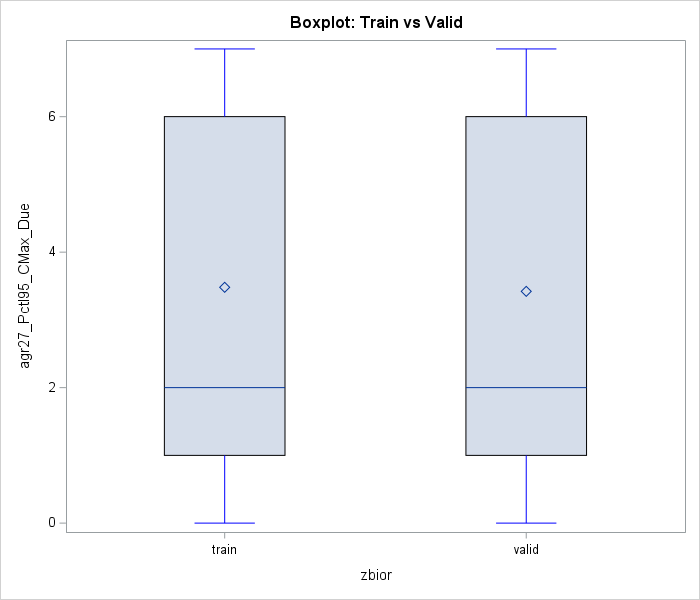 Boxplot: Train vs Valid
agr27_Pctl95_CMax_Due
6
4
2
0
train
valid
zbior